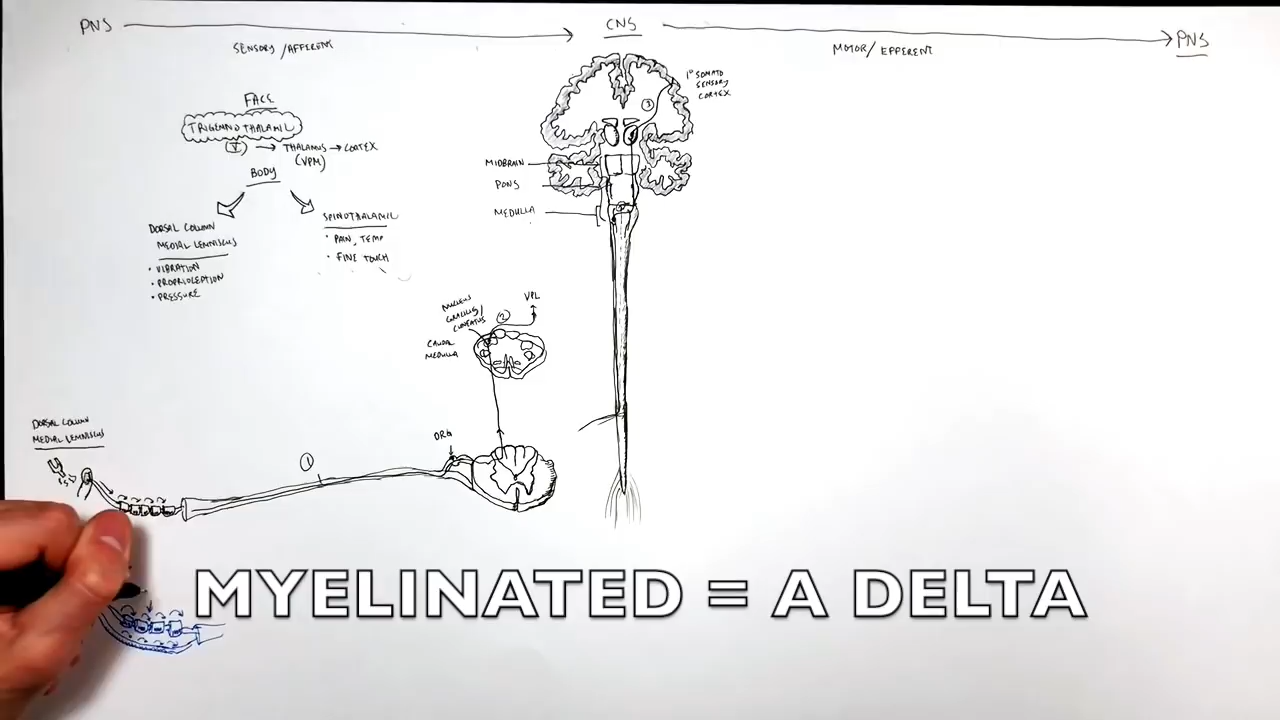 PNS
CNS
PNS
SENSORY/AFFERENT
MOTOR/EFFERENT
1° SOMATO
SENSORY
CORTEX
3
FACE
TRIGEMINOTHALAMIC
V → THALAMUS → CORTEX
(VPM)
BODY
MIDBRAIN
PONS
MEDULLA
DORSAL COLUMN
MEDIAL LEMNISCUS
• VIBRATION
• PROPRIOCEPTION
• PRESSURE
SPINOTHALAMIC
• PAIN, TEMP
• FINE TOUCH
NUCLEUS
GRACILIS/
CUNEATUS
2
VPL
CAUDAL
MEDULLA
DORSAL COLUMN
MEDIAL LEMNISCUS
DRG
1
MYELINATED = A DELTA